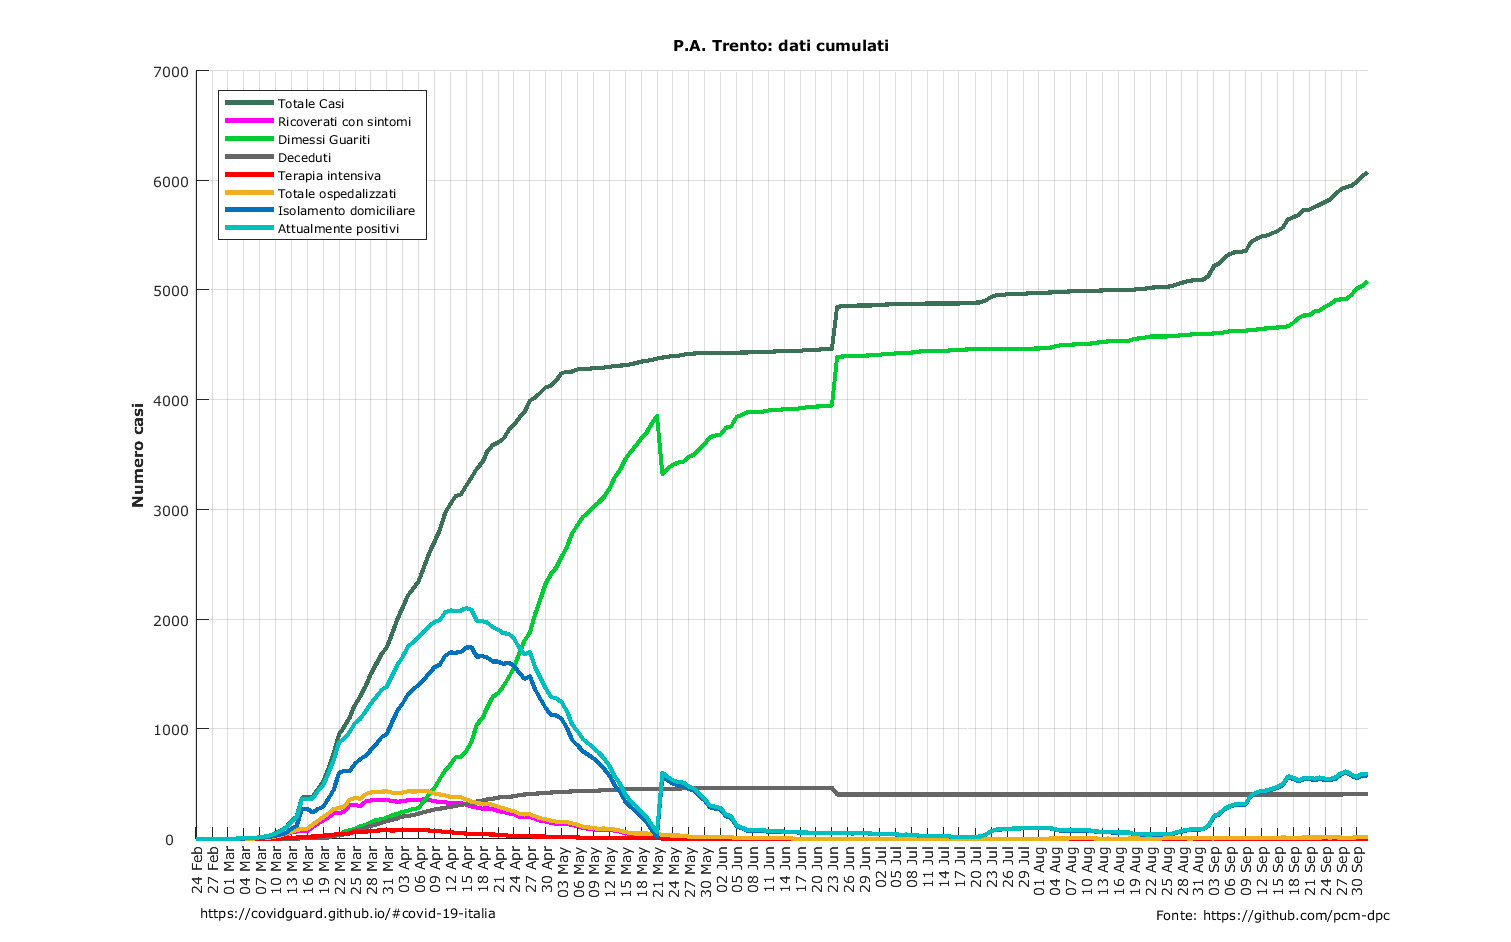 P.A. Trento: dati cumulati
7000
6000
5000
4000
3000
2000
1000
0
Numero casi
Totale Casi
Ricoverati con sintomi
Dimessi Guariti
Deceduti
Terapia intensiva
Totale ospedalizzati
Isolamento domiciliare
Attualmente positivi
24 Feb
27 Feb
01 Mar
04 Mar
07 Mar
10 Mar
13 Mar
16 Mar
19 Mar
22 Mar
25 Mar
28 Mar
31 Mar
03 Apr
06 Apr
09 Apr
12 Apr
15 Apr
18 Apr
21 Apr
24 Apr
27 Apr
30 Apr
03 May
06 May
09 May
12 May
15 May
18 May
21 May
24 May
27 May
30 May
02 Jun
05 Jun
08 Jun
11 Jun
14 Jun
17 Jun
20 Jun
23 Jun
26 Jun
29 Jun
02 Jul
05 Jul
08 Jul
11 Jul
14 Jul
17 Jul
20 Jul
23 Jul
26 Jul
29 Jul
01 Aug
04 Aug
07 Aug
10 Aug
13 Aug
16 Aug
19 Aug
22 Aug
25 Aug
28 Aug
31 Aug
03 Sep
06 Sep
09 Sep
12 Sep
15 Sep
18 Sep
21 Sep
24 Sep
27 Sep
30 Sep
https://covidguard.github.io/#covid-19-italia
Fonte: https://github.com/pcm-dpc